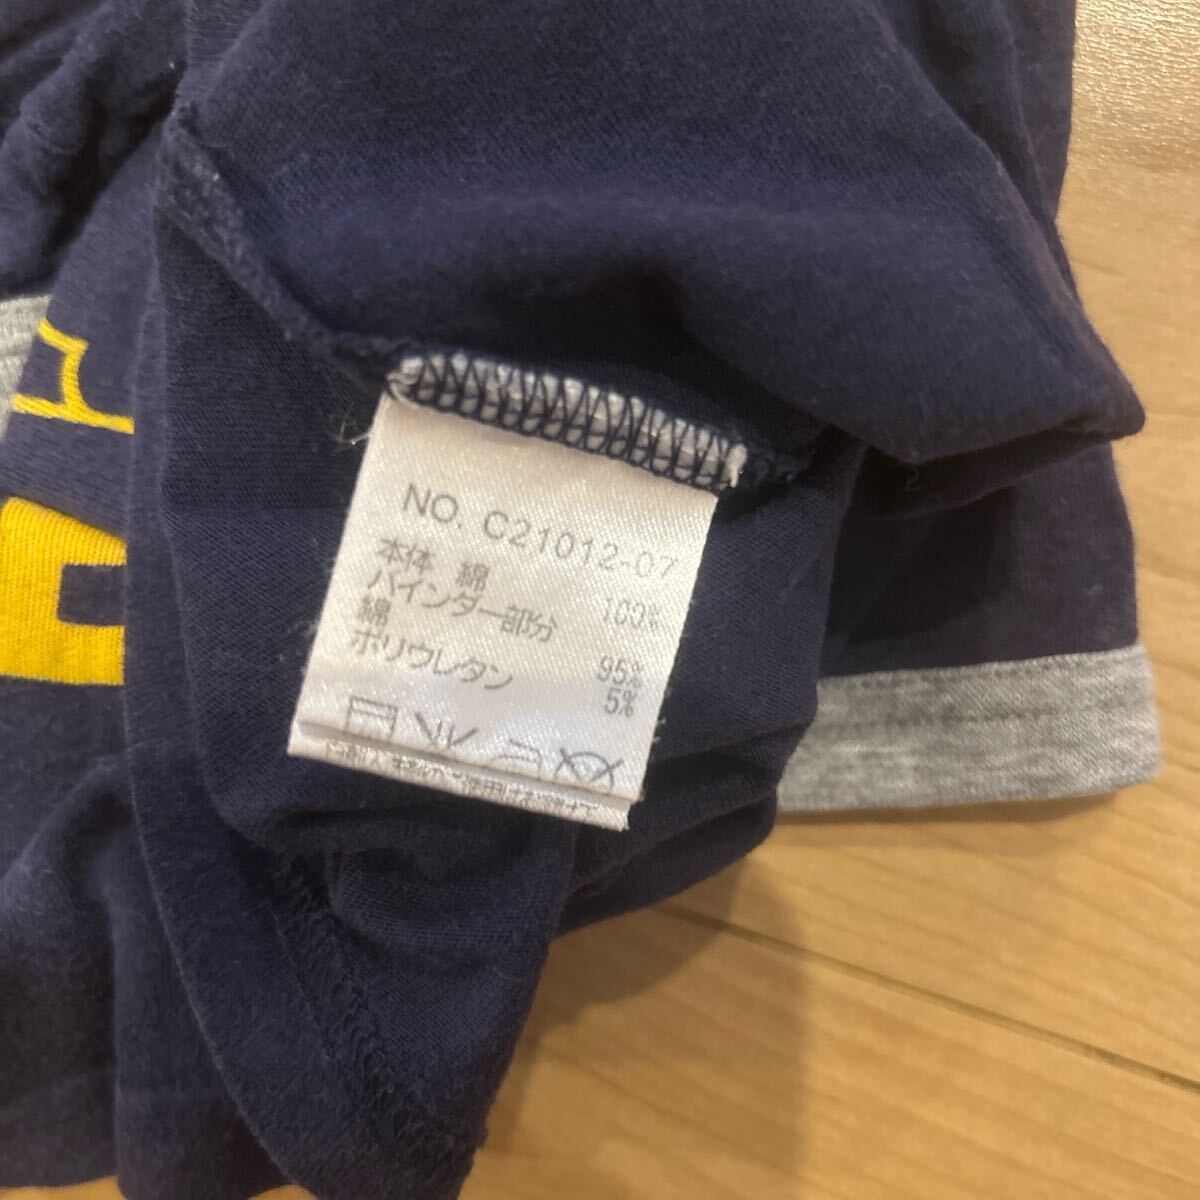 NO. C21012-07
本体 綿 100%
バインダー部分
綿 95%
ポリウレタン 5%